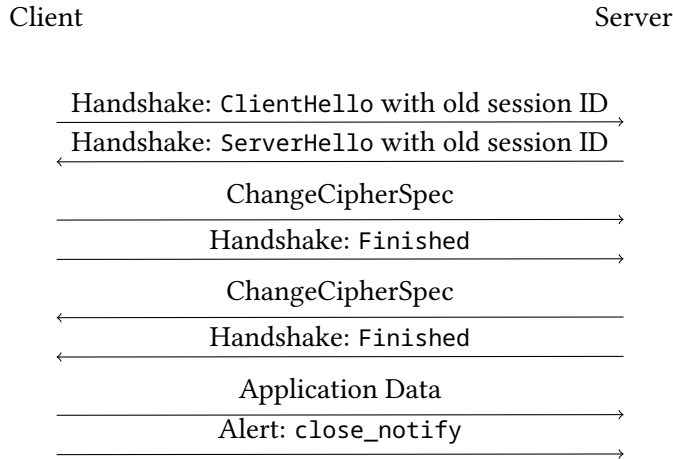 Client Server
Handshake: ClientHello with old session ID
Handshake: ServerHello with old session ID
ChangeCipherSpec
Handshake: Finished
ChangeCipherSpec
Handshake: Finished
Application Data
Alert: close_notify